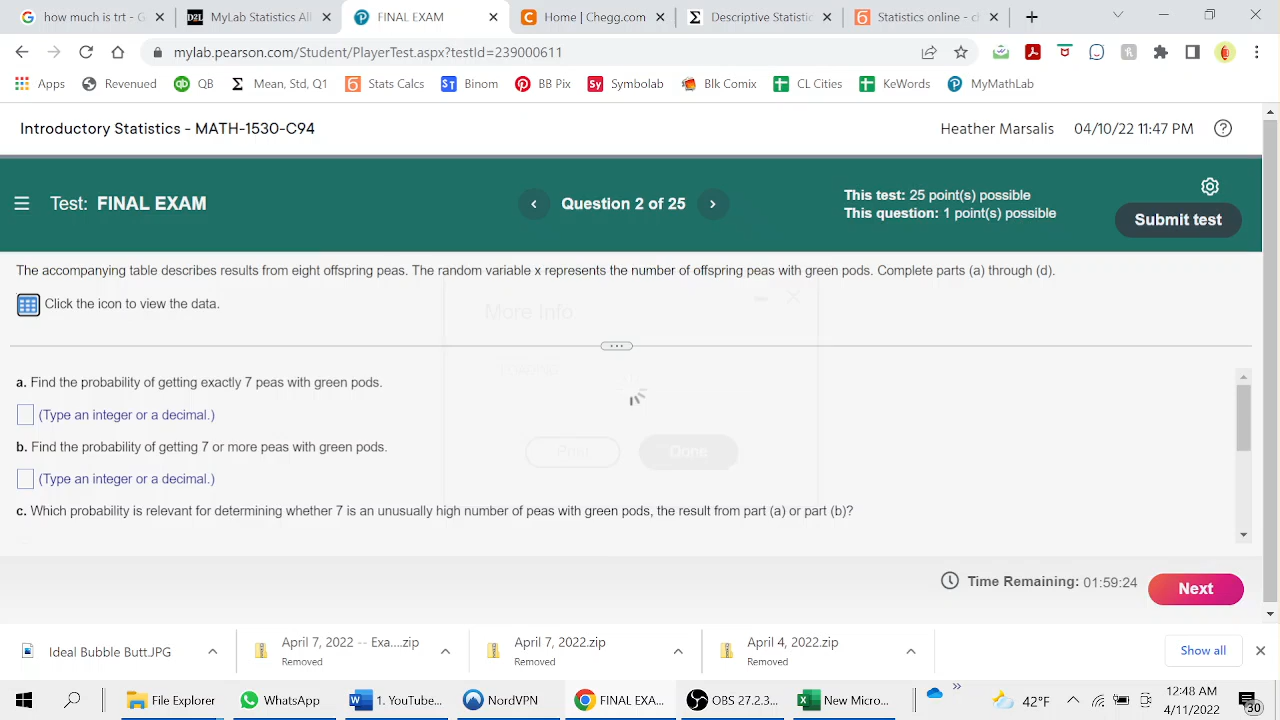 how much is trt - G
MyLab Statistics All
FINAL EXAM
Home | Chegg.com
Descriptive Statistic
Statistics online - cl
mylab.pearson.com/Student/PlayerTest.aspx?testId=239000611
Apps Revenued QB Mean, Std, Q1 Stats Calcs Binom BB Pix Symbolab Blk Comix CL Cities KeWords MyMathLab
Introductory Statistics - MATH-1530-C94
Heather Marsalis 04/10/22 11:47 PM
Test: FINAL EXAM
Question 2 of 25
This test: 25 point(s) possible
This question: 1 point(s) possible
Submit test
The accompanying table describes results from eight offspring peas. The random variable x represents the number of offspring peas with green pods. Complete parts (a) through (d).
Click the icon to view the data.
More Info
Print Done
a. Find the probability of getting exactly 7 peas with green pods.
(Type an integer or a decimal.)
b. Find the probability of getting 7 or more peas with green pods.
(Type an integer or a decimal.)
c. Which probability is relevant for determining whether 7 is an unusually high number of peas with green pods, the result from part (a) or part (b)?
Time Remaining: 01:59:24
Next
Ideal Bubble Butt.JPG
April 7, 2022 -- Exa....zip
Removed
April 7, 2022.zip
Removed
April 4, 2022.zip
Removed
Show all
File Explorer WhatsApp 1. YouTube... NordVPN FINAL EXA... OBS 27.2.3... New Micro... 42°F
12:48 AM
4/11/2022
30